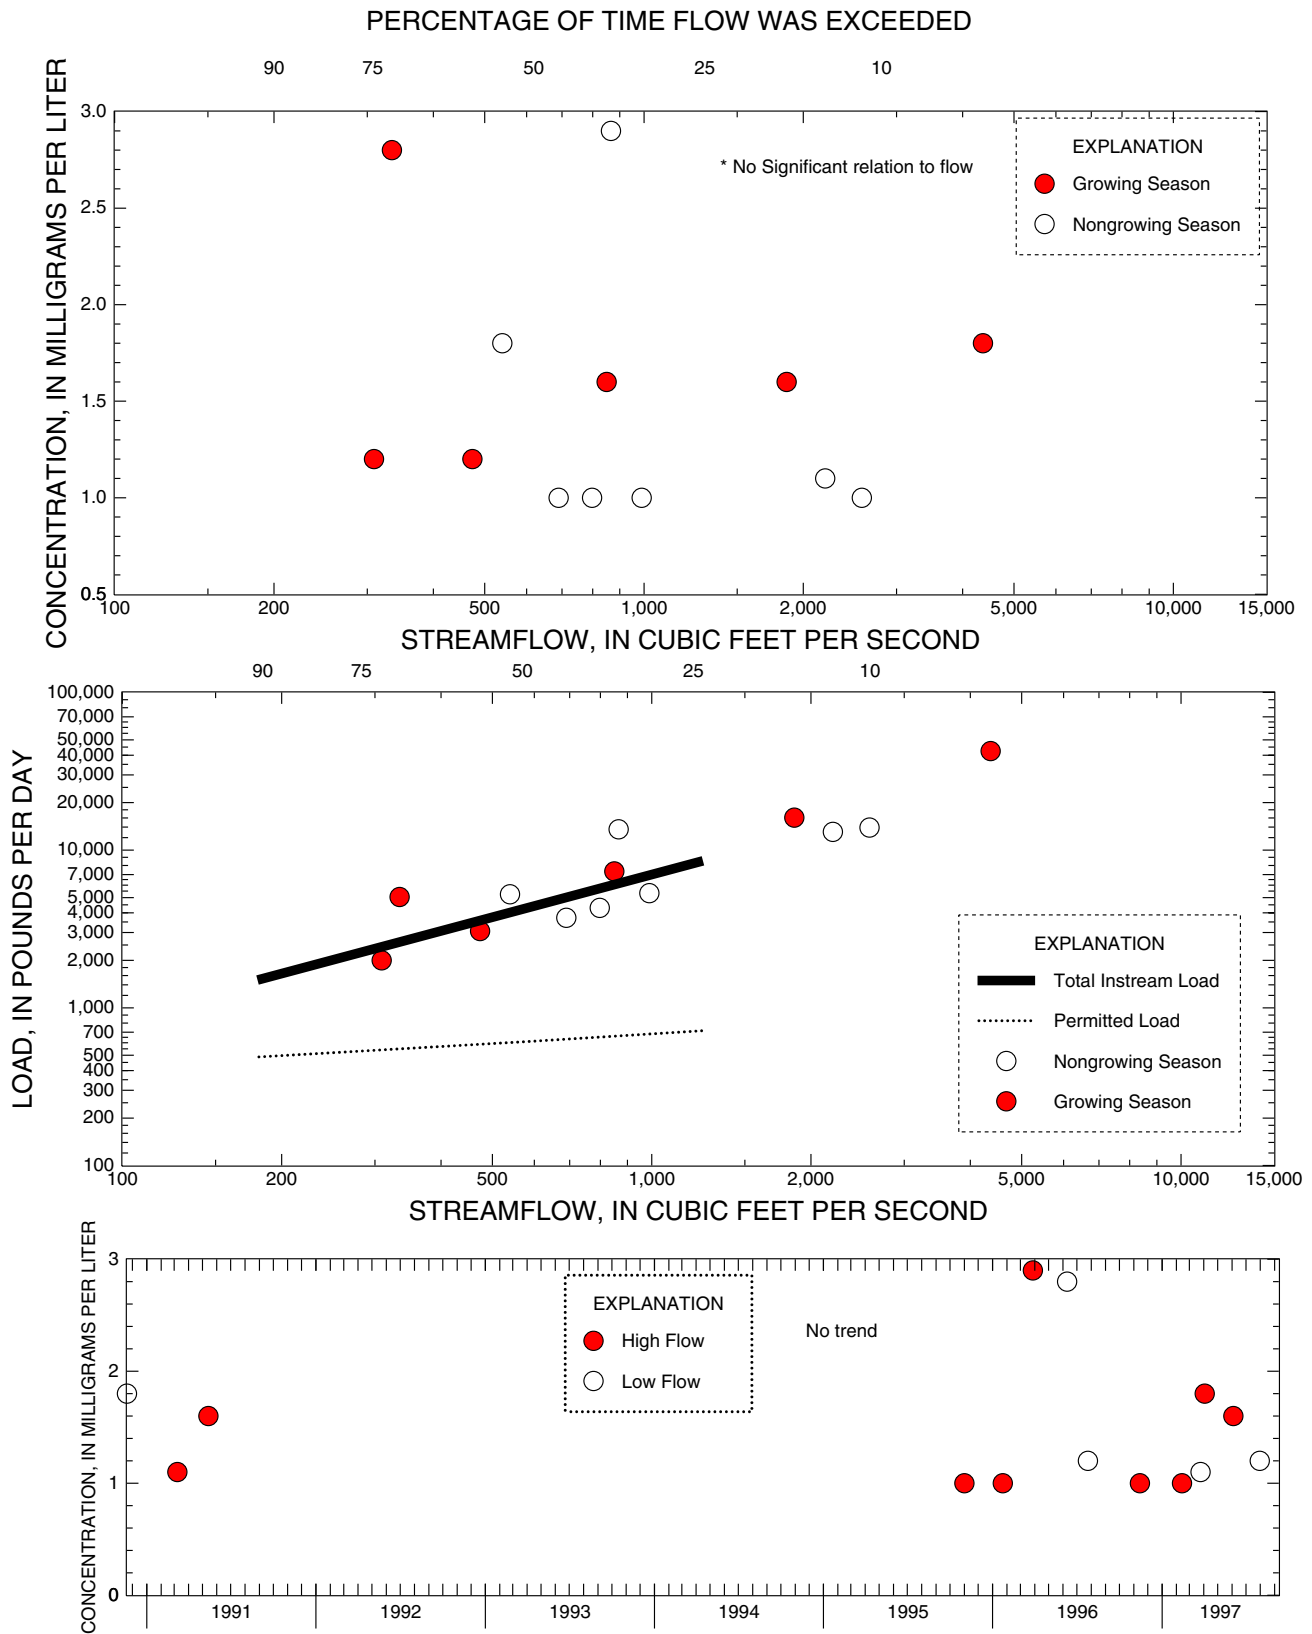 PERCENTAGE OF TIME FLOW WAS EXCEEDED
90 75 50 25 10
CONCENTRATION, IN MILLIGRAMS PER LITER
3.0
2.5
2.0
1.5
1.0
0.5
* No Significant relation to flow
EXPLANATION
Growing Season
Nongrowing Season
100 200 500 1,000 2,000 5,000 10,000 15,000
STREAMFLOW, IN CUBIC FEET PER SECOND
90 75 50 25 10
LOAD, IN POUNDS PER DAY
100,000
70,000
50,000
40,000
30,000
20,000
10,000
7,000
5,000
4,000
3,000
2,000
1,000
700
500
400
300
200
100
EXPLANATION
Total Instream Load
Permitted Load
Nongrowing Season
Growing Season
100 200 500 1,000 2,000 5,000 10,000 15,000
STREAMFLOW, IN CUBIC FEET PER SECOND
CONCENTRATION, IN MILLIGRAMS PER LITER
3
2
1
0
EXPLANATION
High Flow
Low Flow
No trend
1991 1992 1993 1994 1995 1996 1997